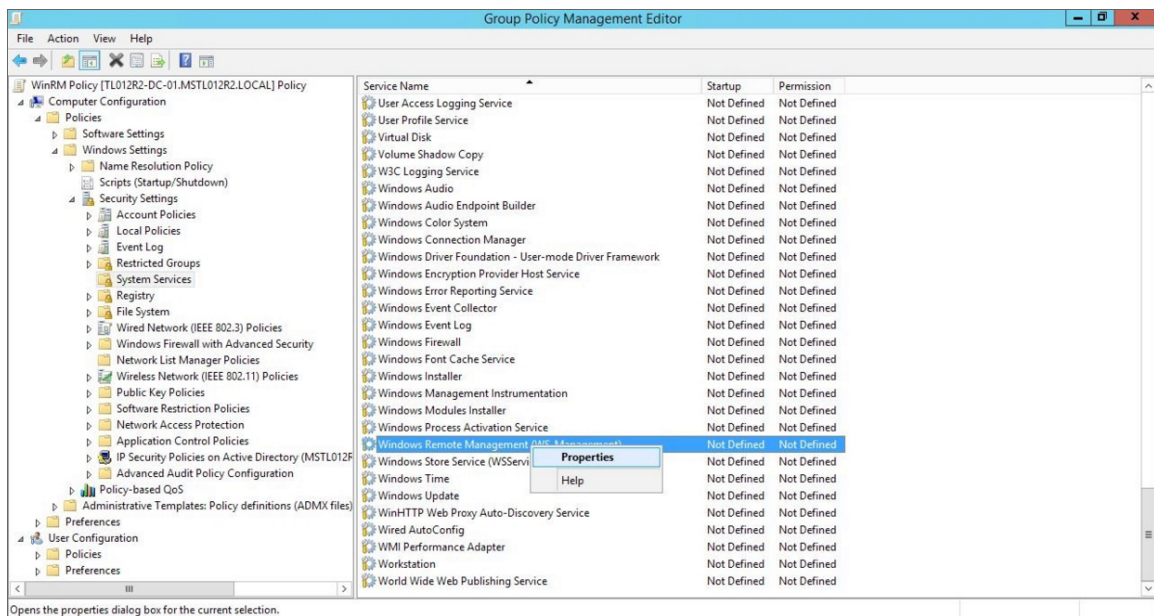 Group Policy Management Editor
File Action View Help
WinRM Policy [TL012R2-DC-01.MSTL012R2.LOCAL] Policy
Computer Configuration
Policies
Software Settings
Windows Settings
Name Resolution Policy
Scripts (Startup/Shutdown)
Security Settings
Account Policies
Local Policies
Event Log
Restricted Groups
System Services
Registry
File System
Wired Network (IEEE 802.3) Policies
Windows Firewall with Advanced Security
Network List Manager Policies
Wireless Network (IEEE 802.11) Policies
Public Key Policies
Software Restriction Policies
Network Access Protection
Application Control Policies
IP Security Policies on Active Directory (MSTL012R
Advanced Audit Policy Configuration
Policy-based QoS
Administrative Templates: Policy definitions (ADMX files)
Preferences
User Configuration
Policies
Preferences
Service Name Startup Permission
User Access Logging Service Not Defined Not Defined
User Profile Service Not Defined Not Defined
Virtual Disk Not Defined Not Defined
Volume Shadow Copy Not Defined Not Defined
W3C Logging Service Not Defined Not Defined
Windows Audio Not Defined Not Defined
Windows Audio Endpoint Builder Not Defined Not Defined
Windows Color System Not Defined Not Defined
Windows Connection Manager Not Defined Not Defined
Windows Driver Foundation - User-mode Driver Framework Not Defined Not Defined
Windows Encryption Provider Host Service Not Defined Not Defined
Windows Error Reporting Service Not Defined Not Defined
Windows Event Collector Not Defined Not Defined
Windows Event Log Not Defined Not Defined
Windows Firewall Not Defined Not Defined
Windows Font Cache Service Not Defined Not Defined
Windows Installer Not Defined Not Defined
Windows Management Instrumentation Not Defined Not Defined
Windows Modules Installer Not Defined Not Defined
Windows Process Activation Service Not Defined Not Defined
Windows Remote Management (WS-Management) Not Defined Not Defined
Windows Store Service (WSServi Not Defined Not Defined
Windows Time Not Defined Not Defined
Windows Update Not Defined Not Defined
WinHTTP Web Proxy Auto-Discovery Service Not Defined Not Defined
Wired AutoConfig Not Defined Not Defined
WMI Performance Adapter Not Defined Not Defined
Workstation Not Defined Not Defined
World Wide Web Publishing Service Not Defined Not Defined
Properties
Help
Opens the properties dialog box for the current selection.